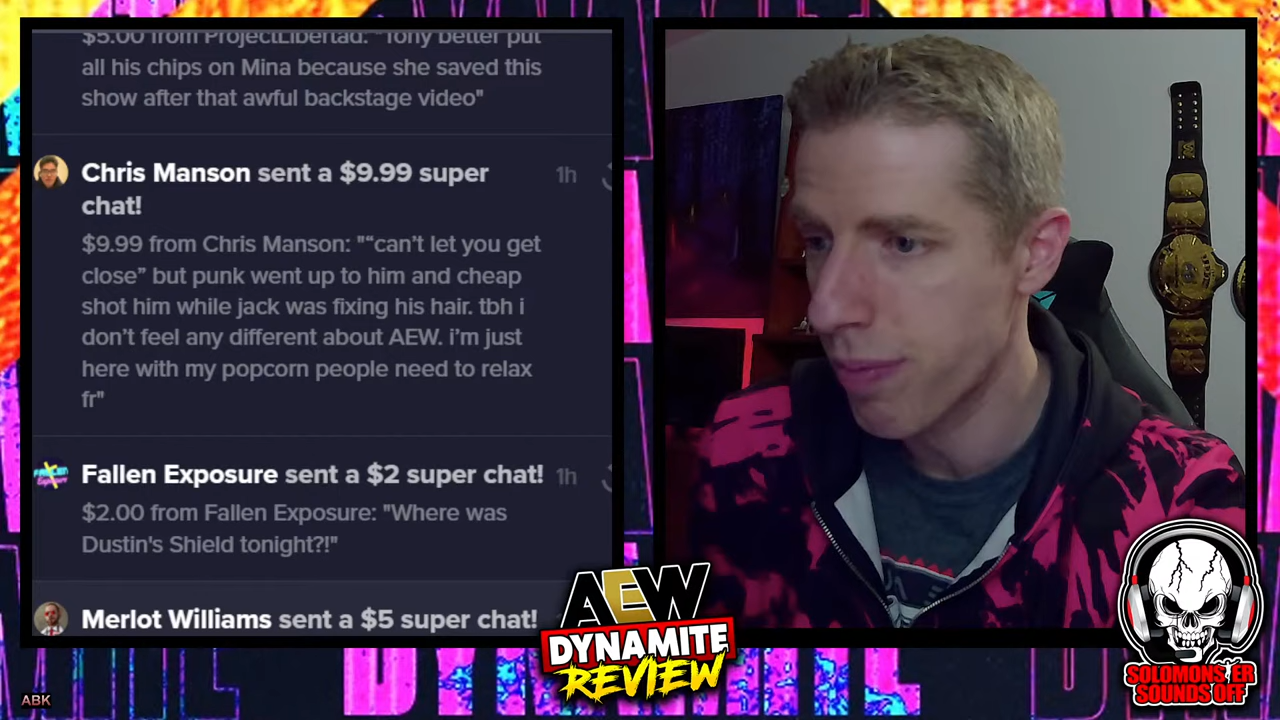 $5.00 from ProjectLibertad: "Tony better put
all his chips on Mina because she saved this
show after that awful backstage video"
Chris Manson sent a $9.99 super
chat!
1h
$9.99 from Chris Manson: "“can’t let you get
close” but punk went up to him and cheap
shot him while jack was fixing his hair. tbh i
don’t feel any different about AEW. i’m just
here with my popcorn people need to relax
fr"
Fallen Exposure sent a $2 super chat!
1h
$2.00 from Fallen Exposure: "Where was
Dustin's Shield tonight?!"
Merlot Williams sent a $5 super chat!
AEW
DYNAMITE
REVIEW
SOLOMONSTER
SOUNDS OFF
ABK